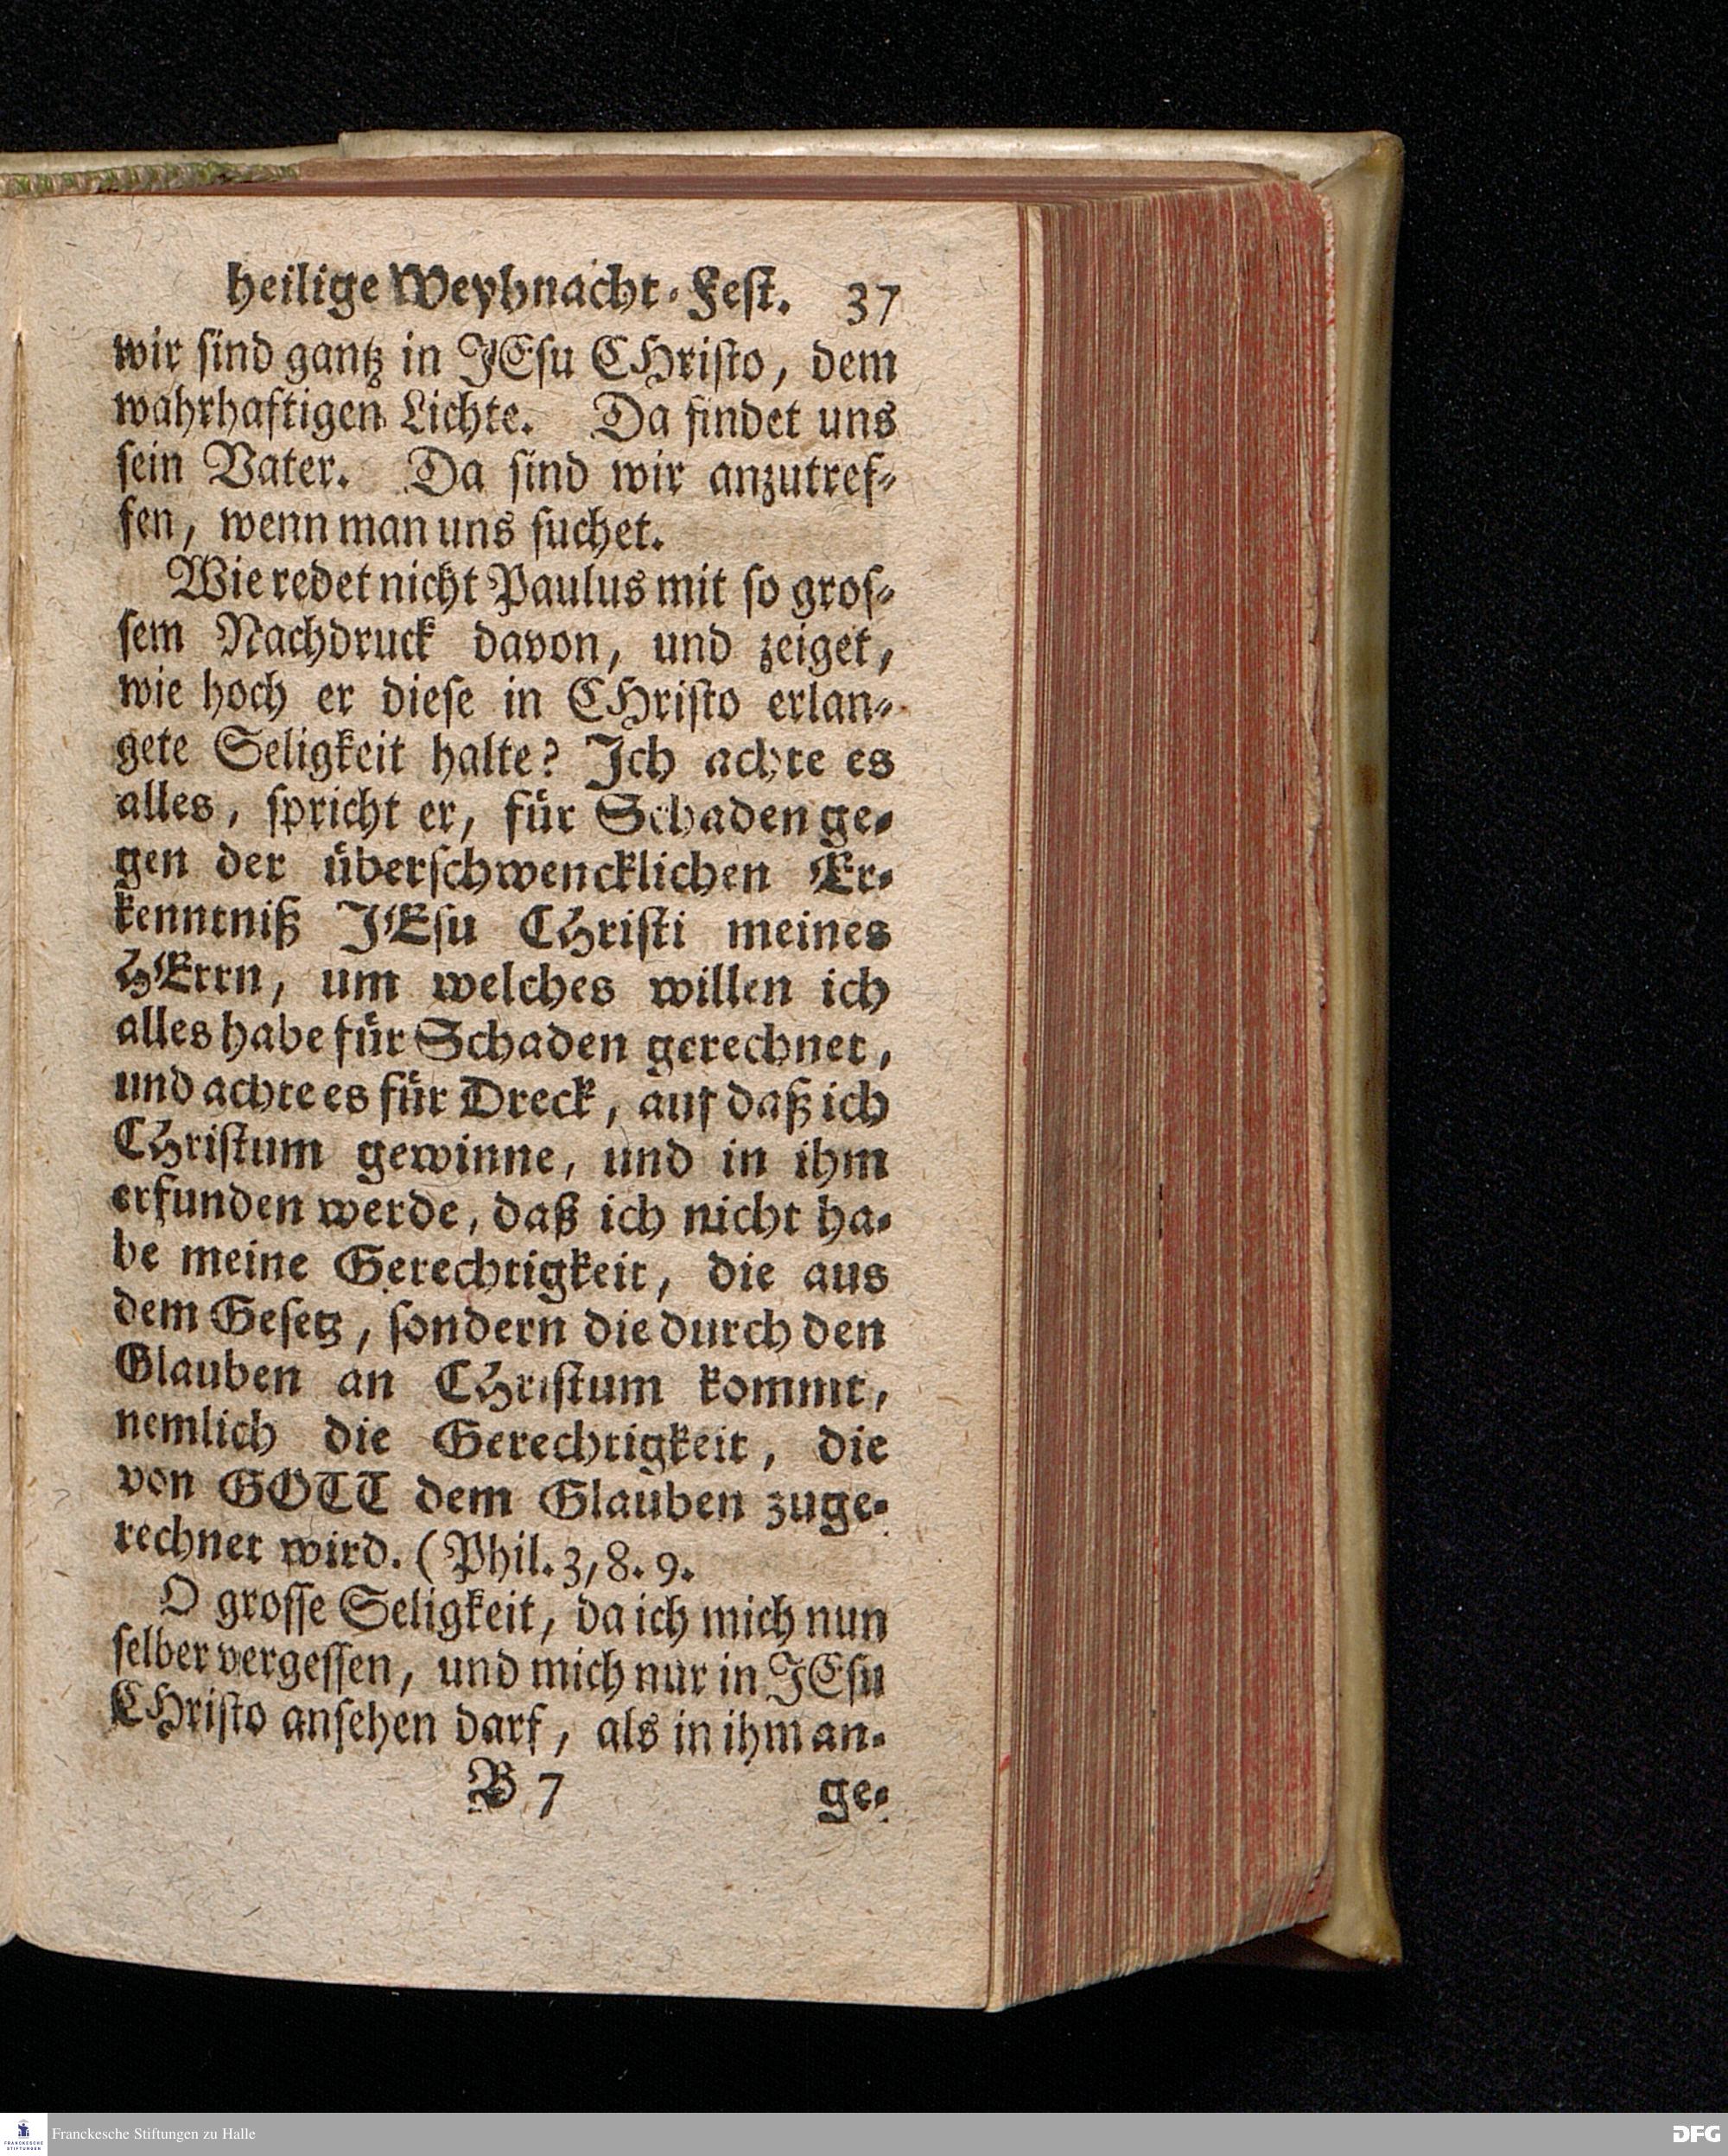 heilige Weyhnacht-Fest. 37
wir ſind gantz in JEſu CHriſto, dem
wahrhaftigen Lichte. Da findet uns
ſein Vater. Da ſind wir anzutref-
fen, wenn man uns ſuchet.
Wie redet nicht Paulus mit ſo groſ-
ſem Nachdruck davon, und zeiget,
wie hoch er dieſe in CHriſto erlan-
gete Seligkeit halte? Ich achte es
alles, ſpricht er, für Schaden ge-
gen der überſchwencklichen Er-
kenntniß JEſu CHriſti meines
HErrn, um welches willen ich
alles habe für Schaden gerechnet,
und achte es für Dreck, auf daß ich
CHriſtum gewinne, und in ihm
erfunden werde, daß ich nicht ha-
be meine Gerechtigkeit, die aus
dem Geſetz, ſondern die durch den
Glauben an CHriſtum kommt,
nemlich die Gerechtigkeit, die
von GOTT dem Glauben zuge-
rechnet wird. (Phil. 3, 8. 9.
O groſſe Seligkeit, da ich mich nun
ſelber vergeſſen, und mich nur in JEſu
CHriſto anſehen darf, als in ihm an-
B 7 ge-
FRANCKESCHE STIFTUNGEN
Franckesche Stiftungen zu Halle
DFG